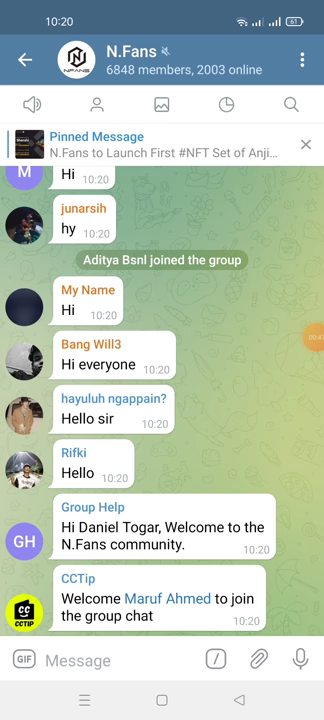 10:20
61
N.Fans
NFANS
6848 members, 2003 online
Pinned Message
N.Fans to Launch First #NFT Set of Anji...
M
Hi
10:20
junarsih
hy
10:20
Aditya Bsnl joined the group
My Name
Hi
10:20
Bang Will3
Hi everyone
10:20
hayuluh ngappain?
Hello sir
10:20
Rifki
Hello
10:20
Group Help
Hi Daniel Togar, Welcome to the
N.Fans community.
10:20
GH
CCTip
Welcome Maruf Ahmed to join
the group chat
10:20
CC
CCTIP
GIF
Message
/